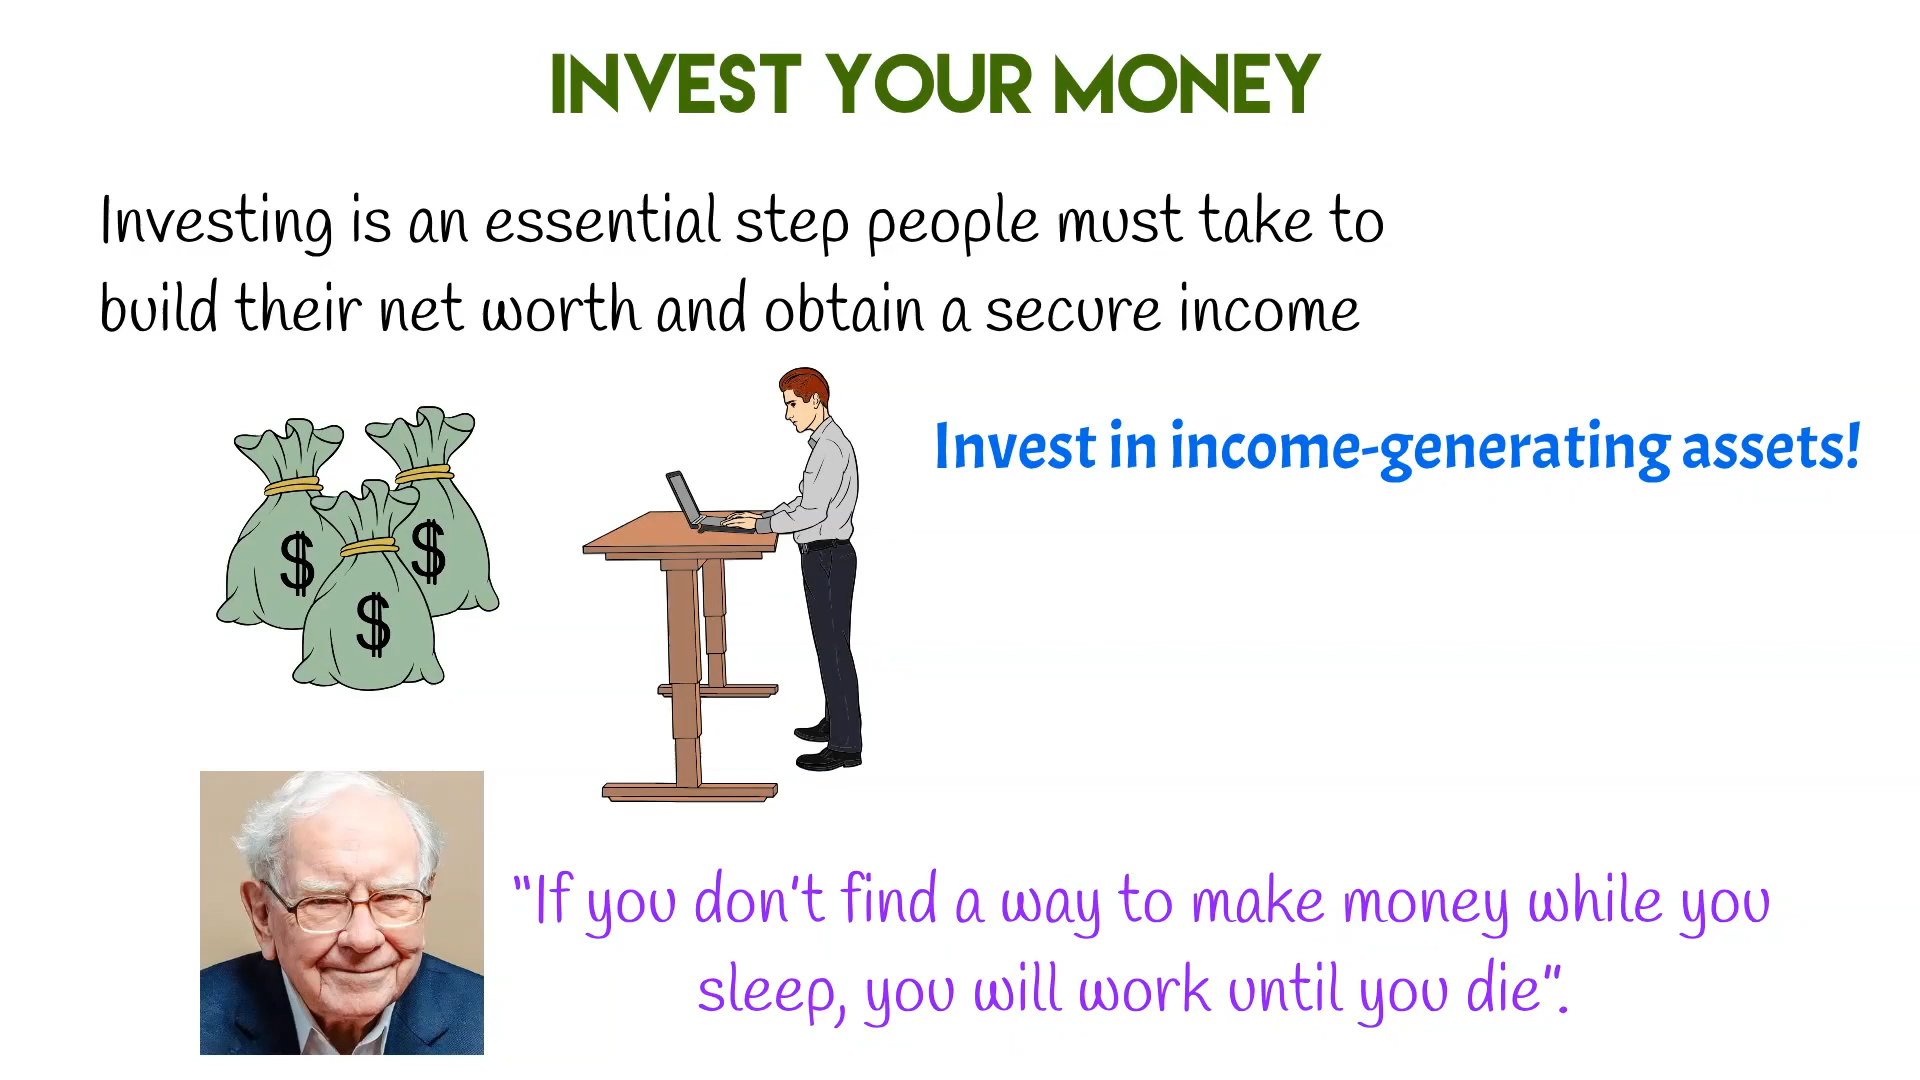 INVEST YOUR MONEY
Investing is an essential step people must take to
build their net worth and obtain a secure income
Invest in income-generating assets!
$
$
$
"If you don't find a way to make money while you
sleep, you will work until you die".